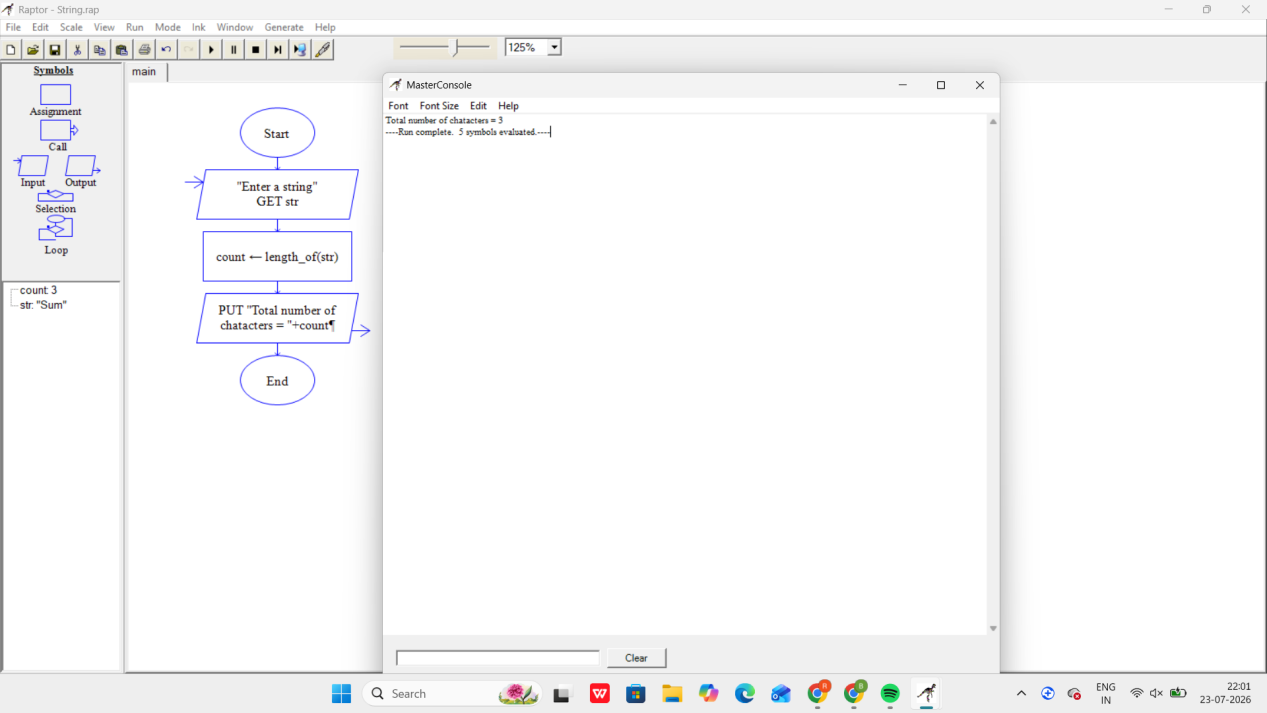 Raptor - String.rap
File Edit Scale View Run Mode Ink Window Generate Help
125%
Symbols
Assignment
Call
Input Output
Selection
Loop
count: 3
str: "Sum"
main
Start
"Enter a string"
GET str
count ← length_of(str)
PUT "Total number of
chatacters = "+count¶
End
MasterConsole
Font Font Size Edit Help
Total number of chatacters = 3
----Run complete. 5 symbols evaluated.----
Clear
Search
W
R
B
ENG
IN
22:01
23-07-2026